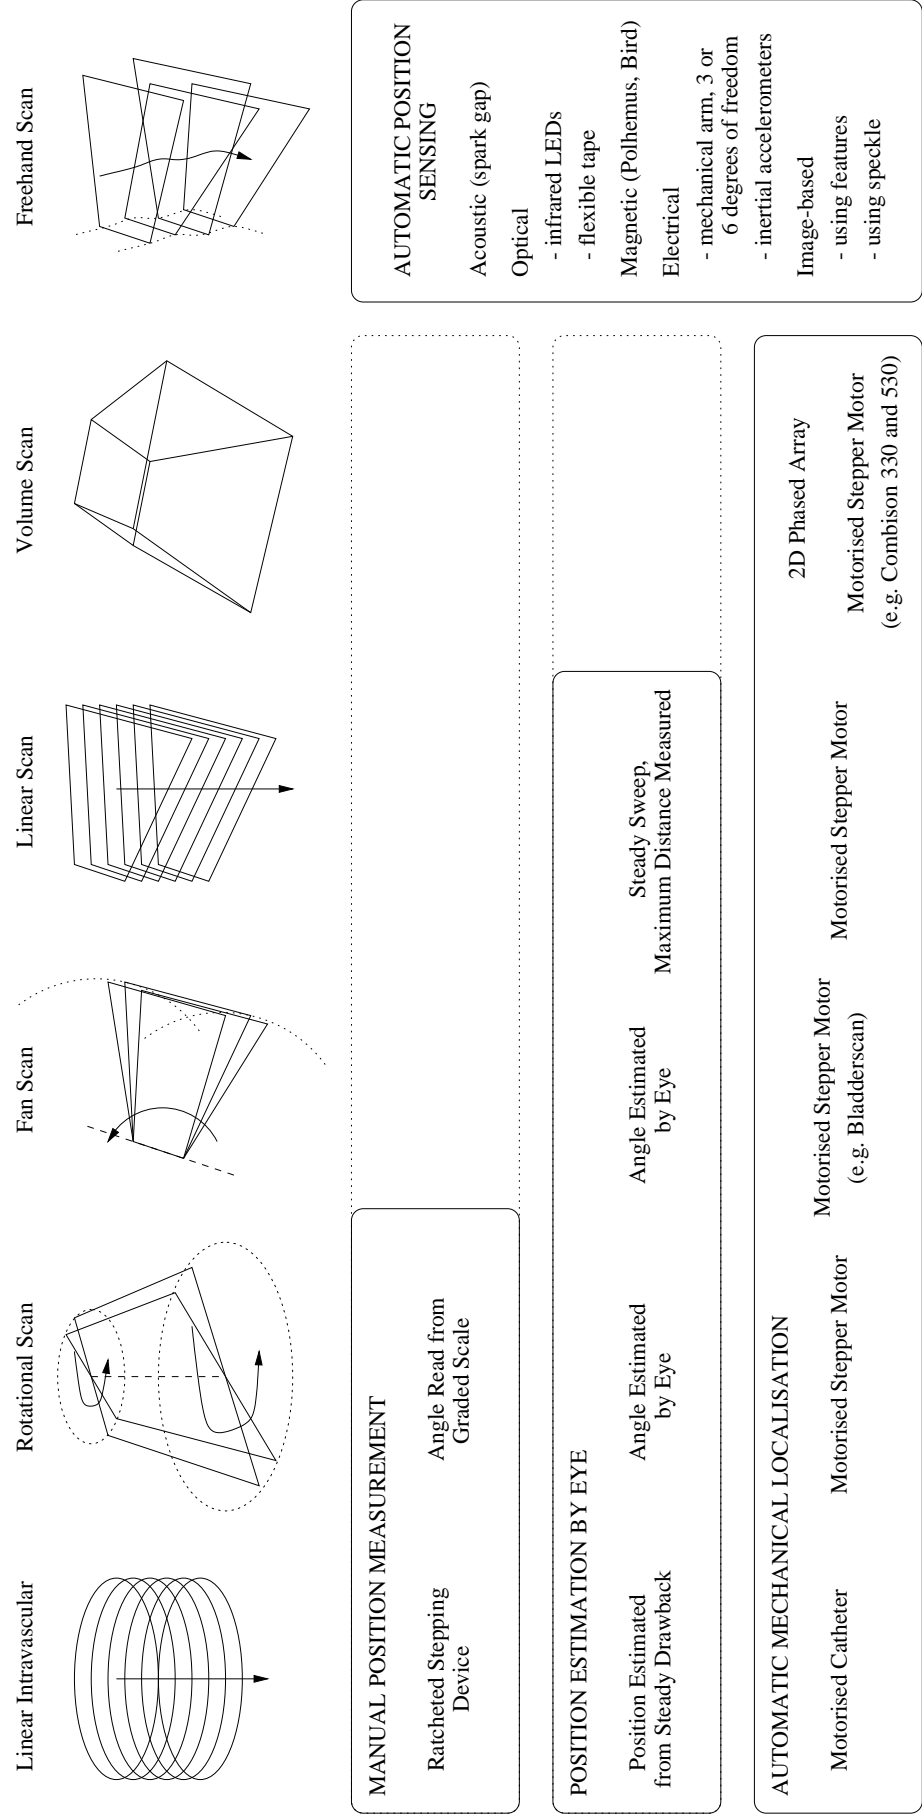 Linear Intravascular
Rotational Scan
Fan Scan
Linear Scan
Volume Scan
Freehand Scan
MANUAL POSITION MEASUREMENT
Ratcheted Stepping
Device
Angle Read from
Graded Scale
POSITION ESTIMATION BY EYE
Position Estimated
from Steady Drawback
Angle Estimated
by Eye
Angle Estimated
by Eye
Steady Sweep,
Maximum Distance Measured
AUTOMATIC MECHANICAL LOCALISATION
Motorised Catheter
Motorised Stepper Motor
Motorised Stepper Motor
(e.g. Bladderscan)
Motorised Stepper Motor
2D Phased Array
Motorised Stepper Motor
(e.g. Combison 330 and 530)
AUTOMATIC POSITION
SENSING
Acoustic (spark gap)
Optical
- infrared LEDs
- flexible tape
Magnetic (Polhemus, Bird)
Electrical
- mechanical arm, 3 or
6 degrees of freedom
- inertial accelerometers
Image-based
- using features
- using speckle